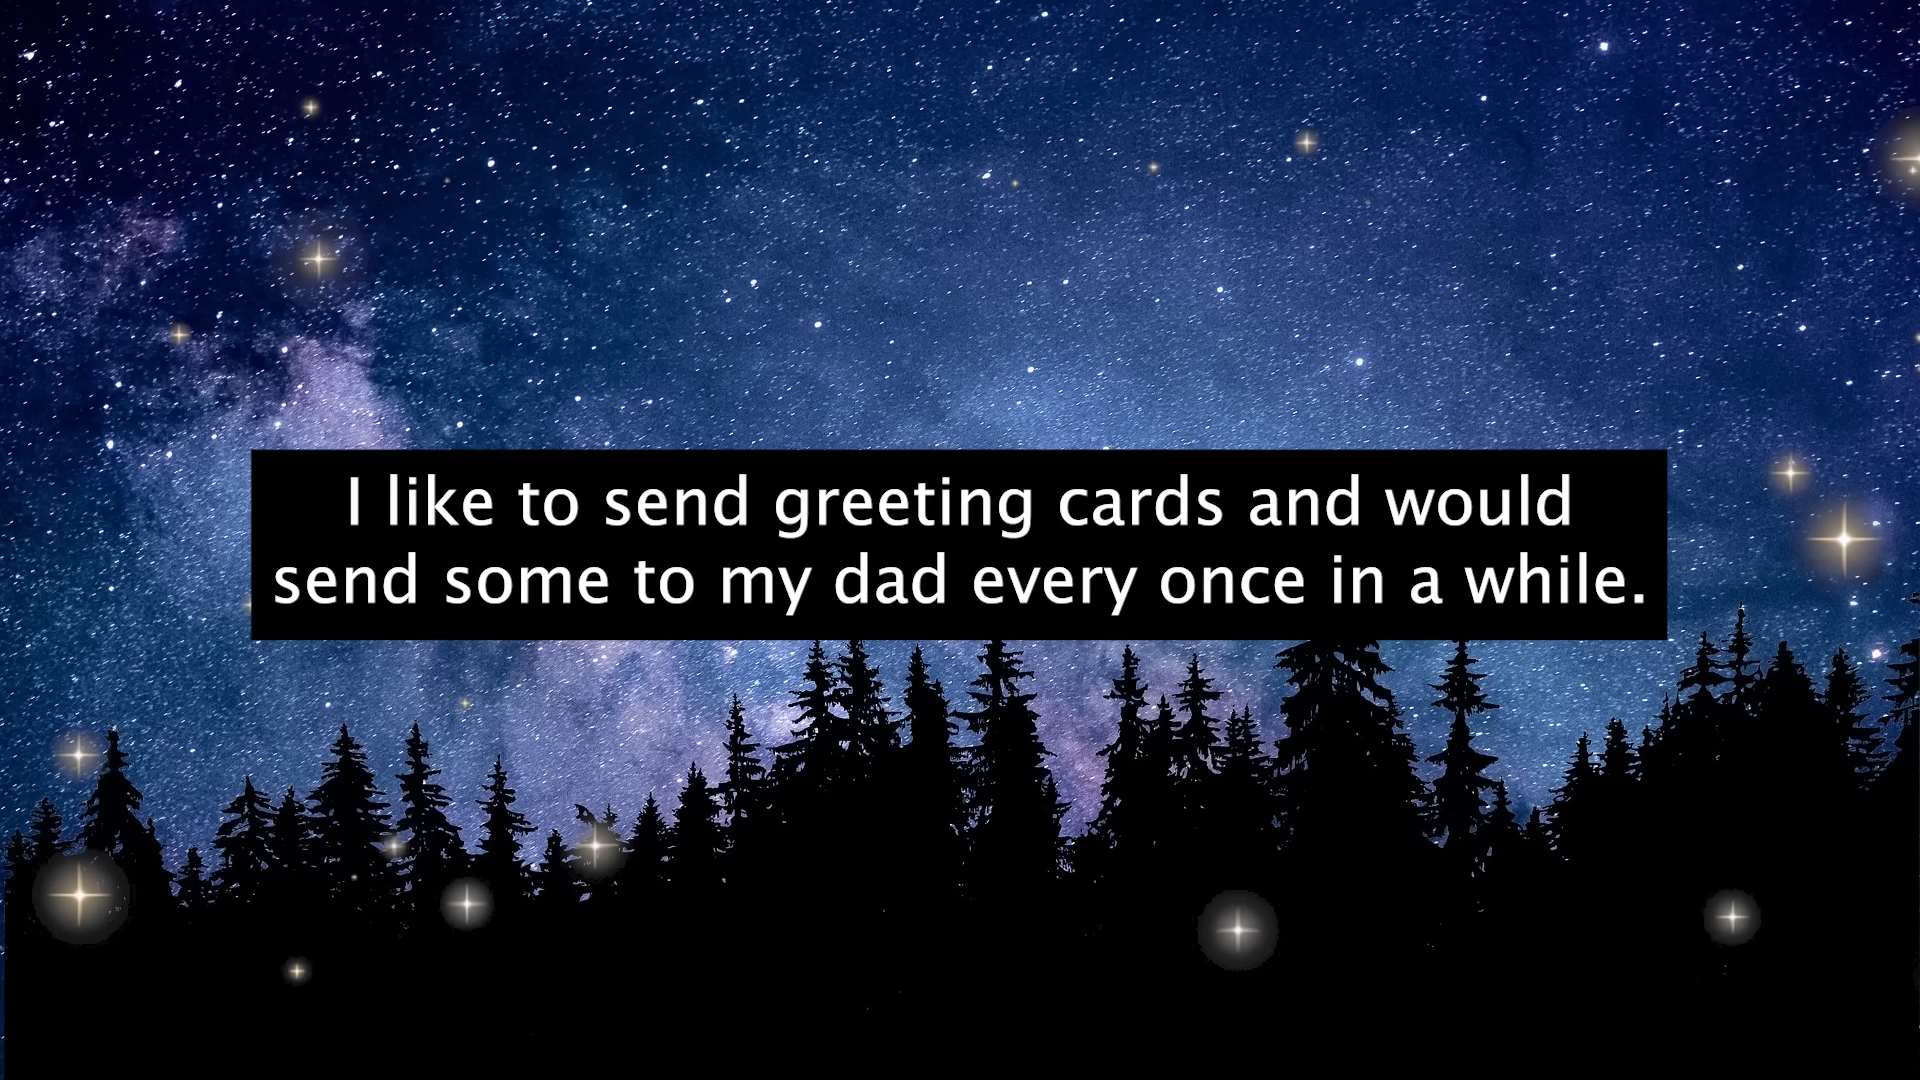 I like to send greeting cards and would
send some to my dad every once in a while.